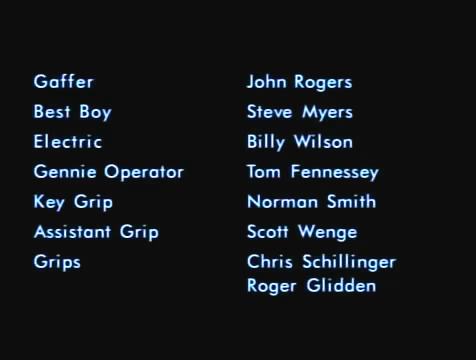 Gaffer John Rogers
Best Boy Steve Myers
Electric Billy Wilson
Gennie Operator Tom Fennessey
Key Grip Norman Smith
Assistant Grip Scott Wenge
Grips Chris Schillinger
Roger Glidden